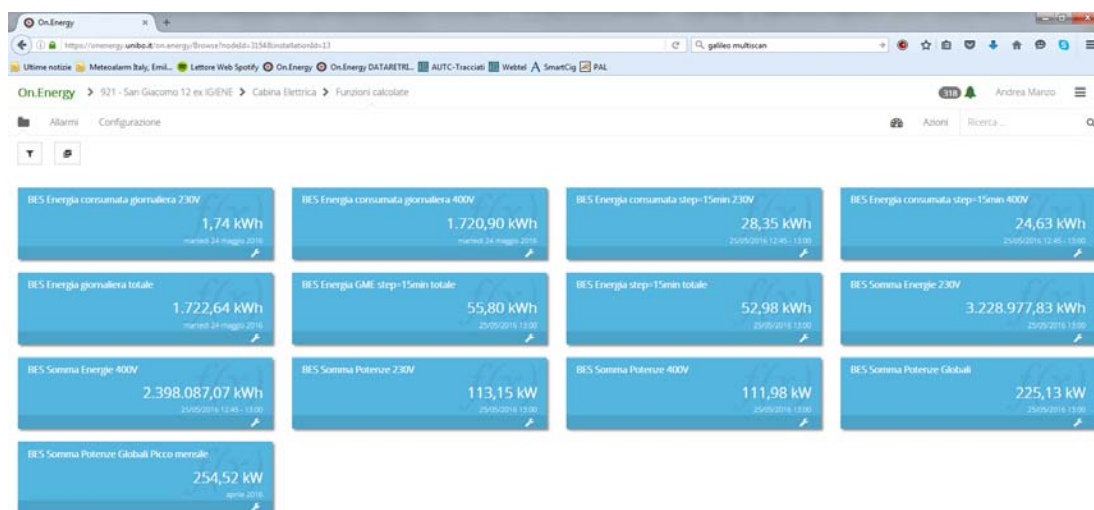 On.Energy
https://onenergy.unibo.it/on.energy/Browse?nodeId=3154&installationId=13
galileo multiscan
Ultime notizie Meteoalarm Italy, Emil... Lettore Web Spotify On.Energy On.Energy DATARETRI... AUTC-Tracciati Webtel SmartCig PAL
On.Energy > 921 - San Giacomo 12 ex IGIENE > Cabina Elettrica > Funzioni calcolate 318 Andrea Manzo
Allarmi Configurazione Azioni Ricerca...
BES Energia consumata giornaliera 230V
1,74 kWh
martedì 24 maggio 2016
BES Energia consumata giornaliera 400V
1.720,90 kWh
martedì 24 maggio 2016
BES Energia consumata step=15min 230V
28,35 kWh
25/05/2016 12:45 - 13:00
BES Energia consumata step=15min 400V
24,63 kWh
25/05/2016 12:45 - 13:00
BES Energia giornaliera totale
1.722,64 kWh
martedì 24 maggio 2016
BES Energia GME step=15min totale
55,80 kWh
25/05/2016 13:00
BES Energia step=15min totale
52,98 kWh
25/05/2016 13:00
BES Somma Energie 230V
3.228.977,83 kWh
25/05/2016 13:00
BES Somma Energie 400V
2.398.087,07 kWh
25/05/2016 12:45 - 13:00
BES Somma Potenze 230V
113,15 kW
25/05/2016 13:00
BES Somma Potenze 400V
111,98 kW
25/05/2016 13:00
BES Somma Potenze Globali
225,13 kW
25/05/2016 13:00
BES Somma Potenze Globali Picco mensile
254,52 kW
aprile 2016